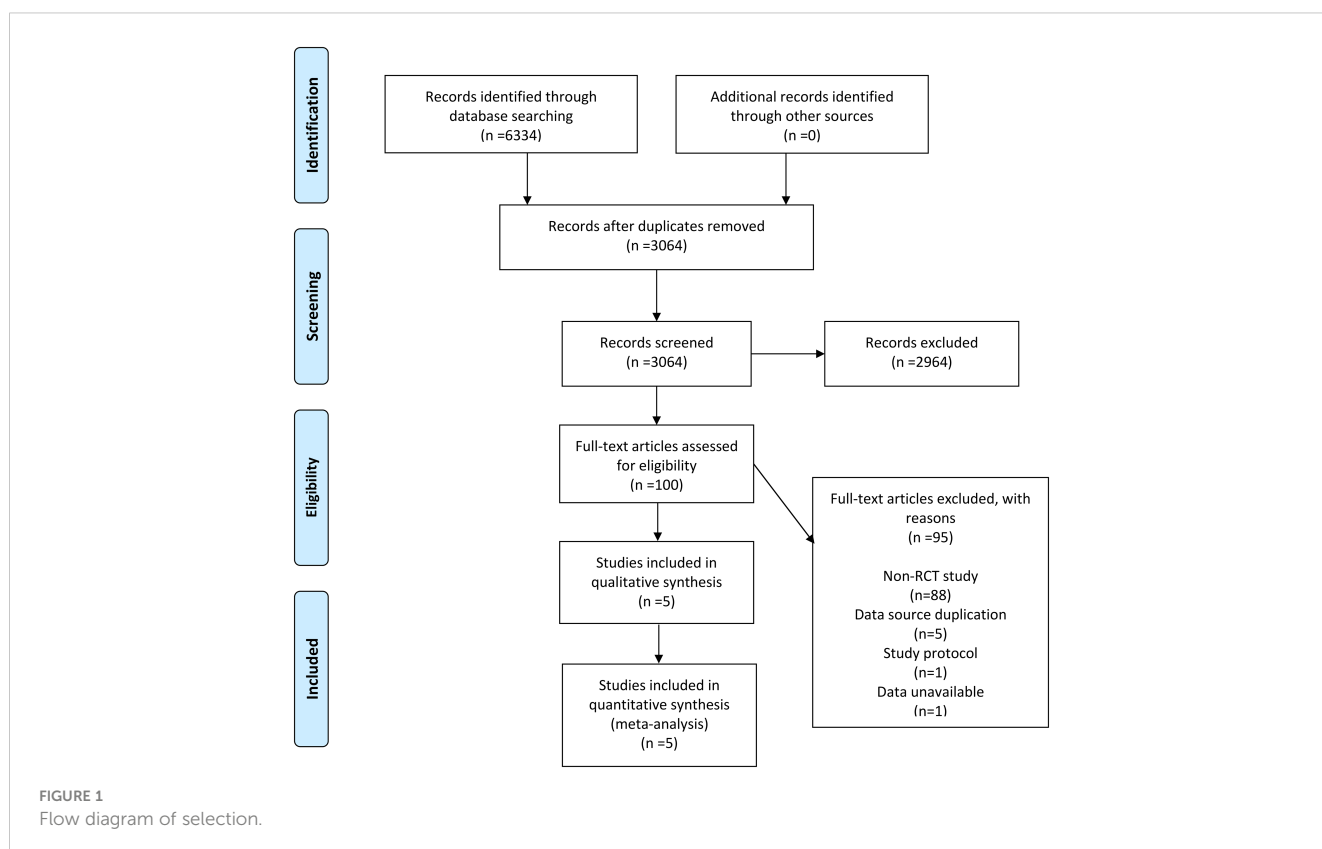 Identification
Records identified through
database searching
(n =6334)
Additional records identified
through other sources
(n =0)
Records after duplicates removed
(n =3064)
Screening
Records screened
(n =3064)
Records excluded
(n =2964)
Eligibility
Full-text articles assessed
for eligibility
(n =100)
Full-text articles excluded, with
reasons
(n =95)
Non-RCT study
(n=88)
Data source duplication
(n=5)
Study protocol
(n=1)
Data unavailable
(n=1)
Studies included in
qualitative synthesis
(n =5)
Included
Studies included in
quantitative synthesis
(meta-analysis)
(n =5)
FIGURE 1
Flow diagram of selection.